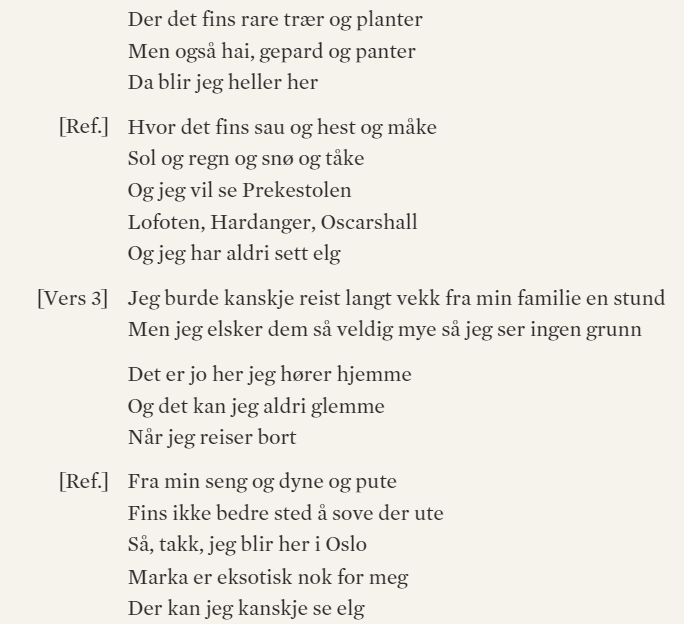 Der det fins rare trær og planter
Men også hai, gepard og panter
Da blir jeg heller her
[Ref.] Hvor det fins sau og hest og måke
Sol og regn og snø og tåke
Og jeg vil se Prekestolen
Lofoten, Hardanger, Oscarshall
Og jeg har aldri sett elg
[Vers 3] Jeg burde kanskje reist langt vekk fra min familie en stund
Men jeg elsker dem så veldig mye så jeg ser ingen grunn
Det er jo her jeg hører hjemme
Og det kan jeg aldri glemme
Når jeg reiser bort
[Ref.] Fra min seng og dyne og pute
Fins ikke bedre sted å sove der ute
Så, takk, jeg blir her i Oslo
Marka er eksotisk nok for meg
Der kan jeg kanskje se elg